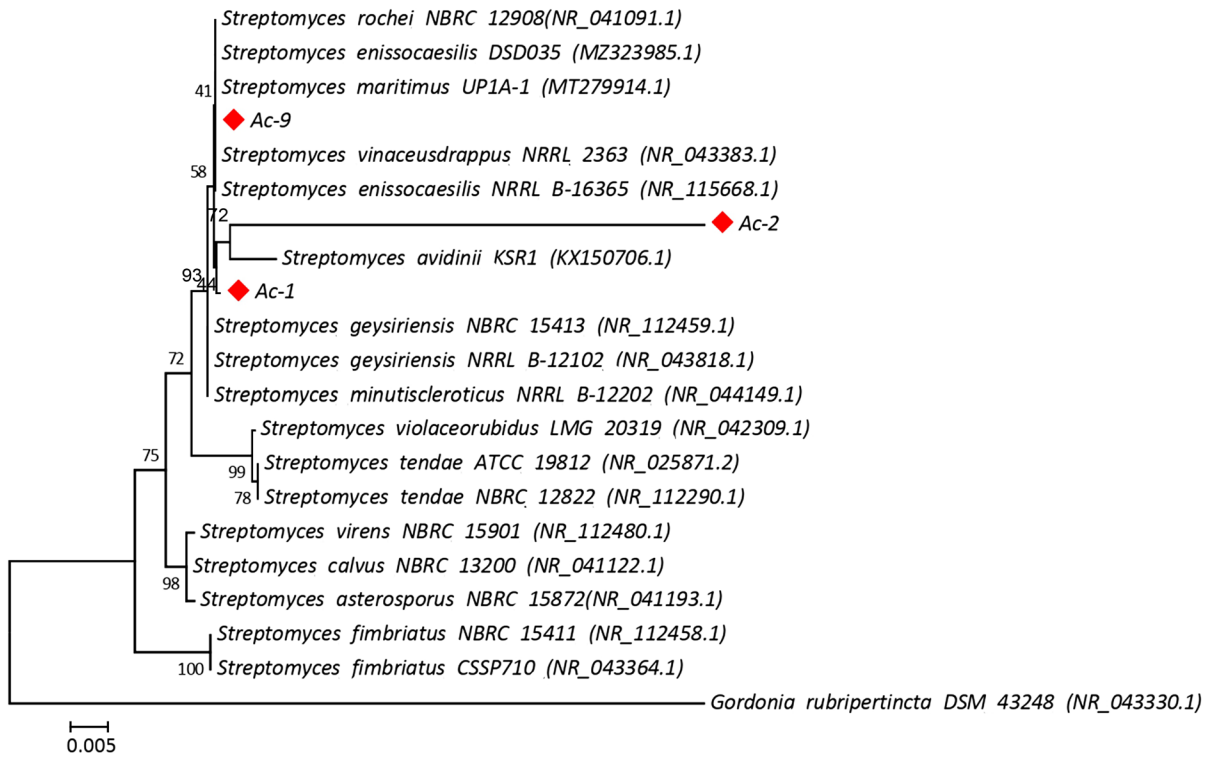 Streptomyces rochei NBRC 12908(NR_041091.1)
Streptomyces enissocaesilis DSD035 (MZ323985.1)
Streptomyces maritimus UP1A-1 (MT279914.1)
41
Ac-9
Streptomyces vinaceusdrappus NRRL 2363 (NR_043383.1)
58
Streptomyces enissocaesilis NRRL B-16365 (NR_115668.1)
72
Ac-2
Streptomyces avidinii KSR1 (KX150706.1)
93
44
Ac-1
Streptomyces geysiriensis NBRC 15413 (NR_112459.1)
72
Streptomyces geysiriensis NRRL B-12102 (NR_043818.1)
Streptomyces minutiscleroticus NRRL B-12202 (NR_044149.1)
Streptomyces violaceorubidus LMG 20319 (NR_042309.1)
75
Streptomyces tendae ATCC 19812 (NR_025871.2)
99
78
Streptomyces tendae NBRC 12822 (NR_112290.1)
Streptomyces virens NBRC 15901 (NR_112480.1)
Streptomyces calvus NBRC 13200 (NR_041122.1)
98
Streptomyces asterosporus NBRC 15872(NR_041193.1)
Streptomyces fimbriatus NBRC 15411 (NR_112458.1)
100
Streptomyces fimbriatus CSSP710 (NR_043364.1)
Gordonia rubripertincta DSM 43248 (NR_043330.1)
0.005